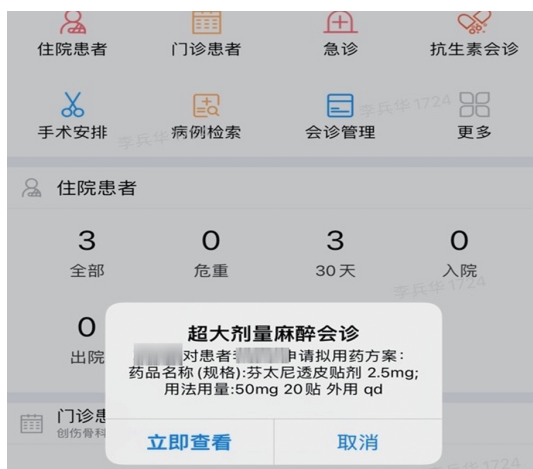 住院患者
门诊患者
急诊
抗生素会诊
手术安排
病例检索
会诊管理
更多
李兵华 1724
住院患者
3
0
3
0
全部
危重
30天
入院
李兵华 1724
0
出院
超大剂量麻醉会诊
对患者 申请拟用药方案：
药品名称(规格):芬太尼透皮贴剂 2.5mg;
用法用量:50mg 20贴 外用 qd
门诊患
创伤骨科
立即查看
取消